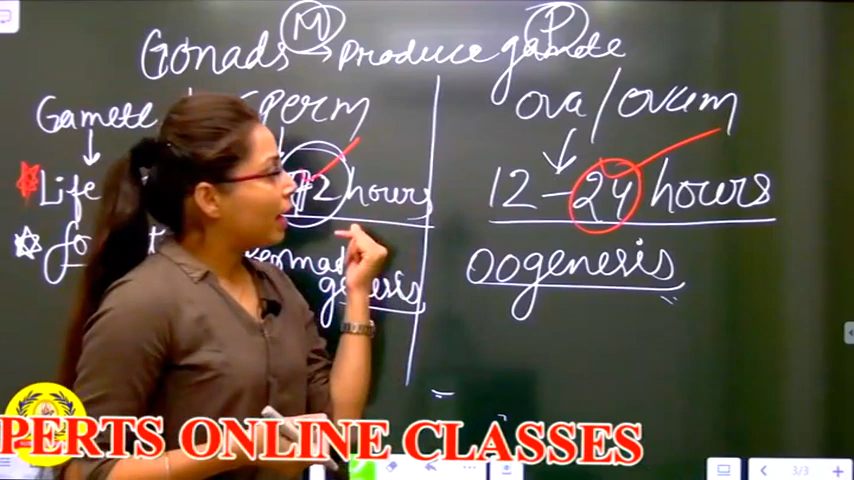 Gonads → Produce gamete
M
P
Gamete sperm ova/ovum
Life 72 hours 12 - 24 hours
genesis oogenesis
PERTS ONLINE CLASSES
3/3